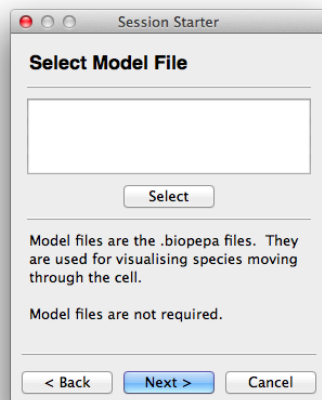 Session Starter
Select Model File
Select
Model files are the .biopepa files.  They
are used for visualising species moving
through the cell.
Model files are not required.
< Back
Next >
Cancel